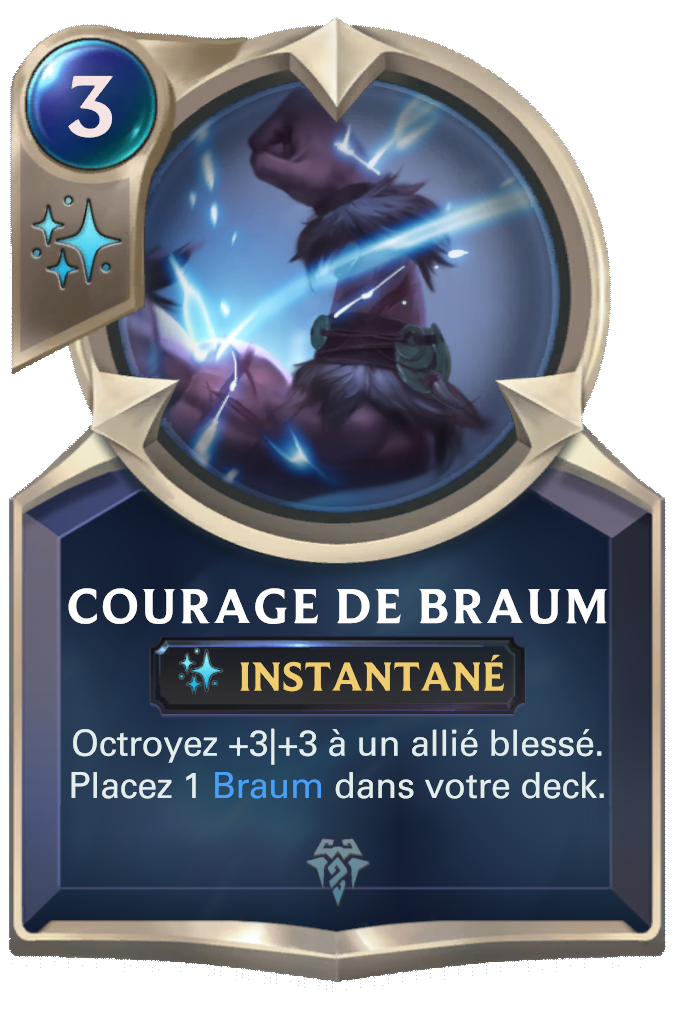 3
COURAGE DE BRAUM
INSTANTANÉ
Octroyez +3|+3 à un allié blessé.
Placez 1 Braum dans votre deck.